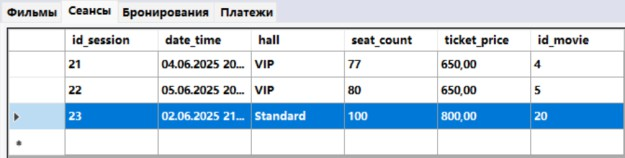 Фильмы Сеансы Бронирования Платежи
id_session date_time hall seat_count ticket_price id_movie
21 04.06.2025 20... VIP 77 650,00 4
22 05.06.2025 20... VIP 80 650,00 5
23 02.06.2025 21... Standard 100 800,00 20